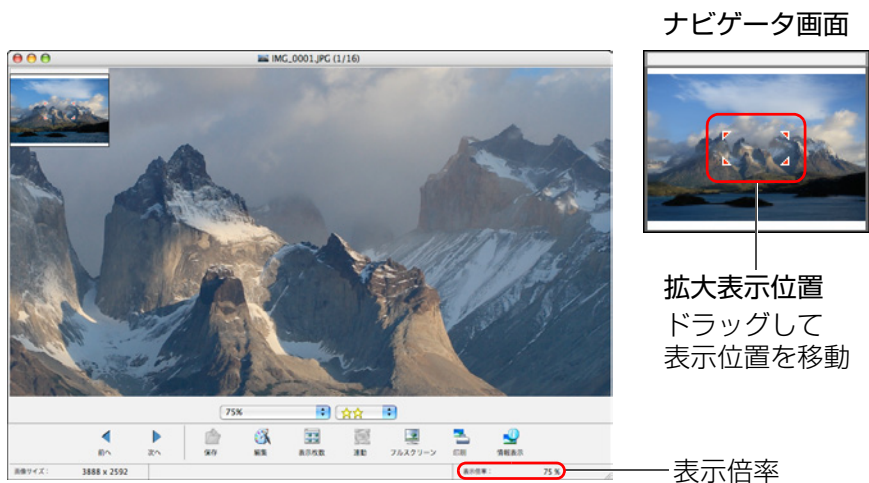 ナビゲータ画面
IMG_0001.JPG (1/16)
拡大表示位置
ドラッグして
表示位置を移動
75%
前へ
次へ
保存
編集
表示枚数
連動
フルスクリーン
印刷
情報表示
画像サイズ：
3888 x 2592
表示倍率：
75 %
表示倍率